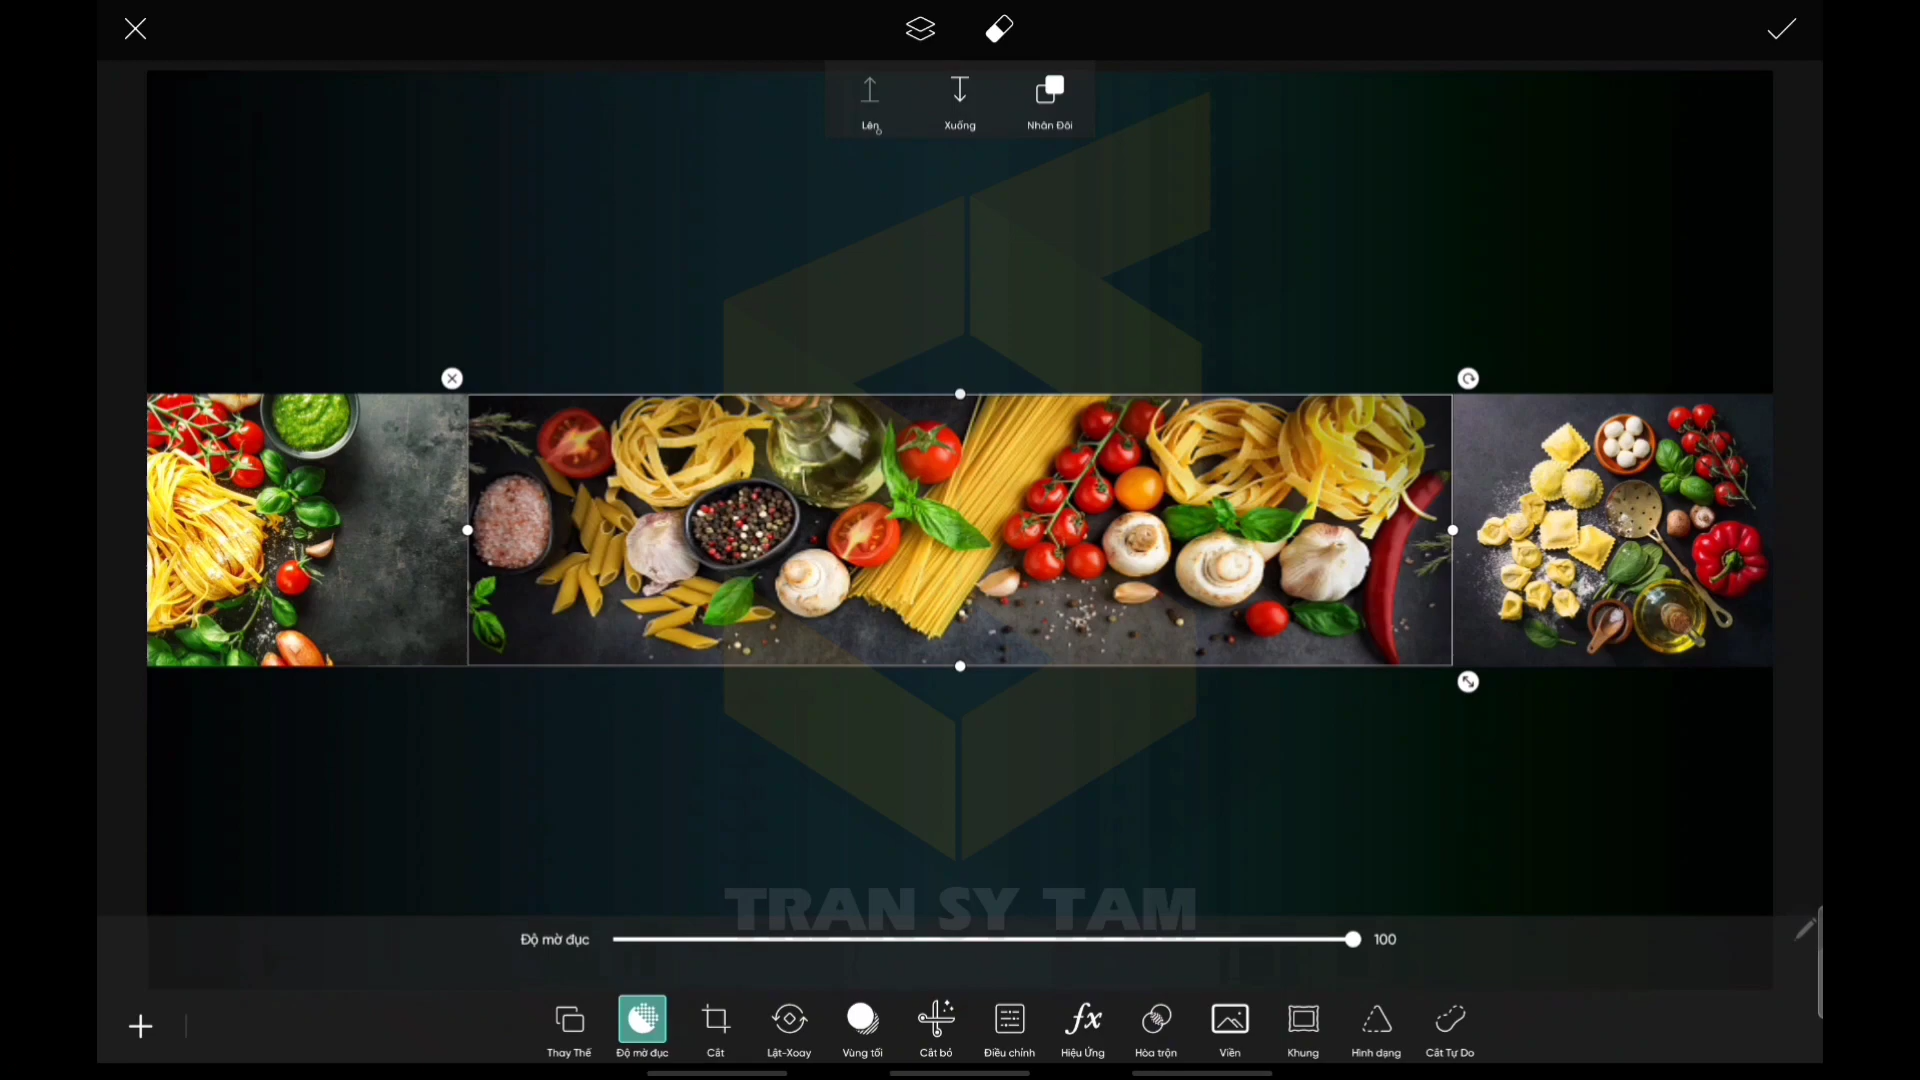 Lên
Xuống
Nhân Đôi
TRAN SY TAM
Độ mờ đục
100
Thay Thế
Độ mờ đục
Cắt
Lật-Xoay
Vùng tối
Cắt bỏ
Điều chỉnh
fx
Hiệu Ứng
Hòa trộn
Viền
Khung
Hình dạng
Cắt Tự Do